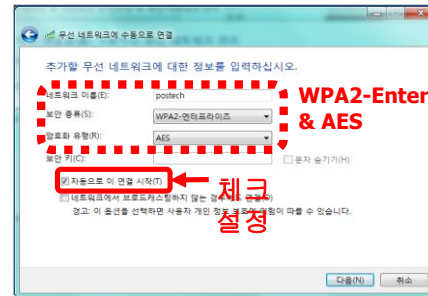 무선 네트워크에 수동으로 연결
추가할 무선 네트워크에 대한 정보를 입력하십시오.
네트워크 이름(E): postech
보안 종류(S): WPA2-엔터프라이즈
암호화 유형(R): AES
WPA2-Enter
& AES
보안 키(C): 문자 숨기기(H)
자동으로 이 연결 시작(T)
체크
설정
네트워크에서 브로드캐스팅하지 않는 경우에도 연결(O)
경고: 이 옵션을 선택하면 사용자 개인 정보 보호에 위험이 따를 수 있습니다.
다음(N) 취소